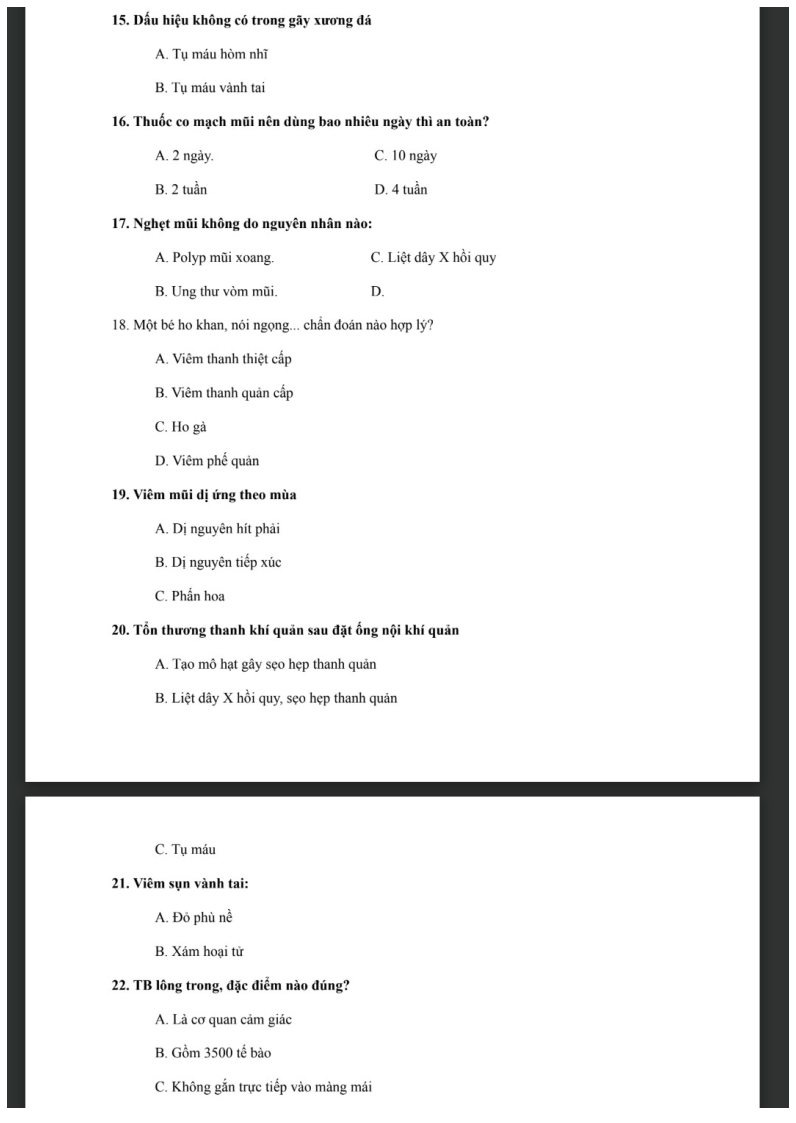 15. Dấu hiệu không có trong gãy xương đá
A. Tụ máu hòm nhĩ
B. Tụ máu vành tai
16. Thuốc co mạch mũi nên dùng bao nhiêu ngày thì an toàn?
A. 2 ngày. C. 10 ngày
B. 2 tuần D. 4 tuần
17. Nghẹt mũi không do nguyên nhân nào:
A. Polyp mũi xoang. C. Liệt dây X hồi quy
B. Ung thư vòm mũi. D.
18. Một bé ho khan, nói ngọng... chẩn đoán nào hợp lý?
A. Viêm thanh thiệt cấp
B. Viêm thanh quản cấp
C. Ho gà
D. Viêm phế quản
19. Viêm mũi dị ứng theo mùa
A. Dị nguyên hít phải
B. Dị nguyên tiếp xúc
C. Phấn hoa
20. Tổn thương thanh khí quản sau đặt ống nội khí quản
A. Tạo mô hạt gây sẹo hẹp thanh quản
B. Liệt dây X hồi quy, sẹo hẹp thanh quản
C. Tụ máu
21. Viêm sụn vành tai:
A. Đỏ phù nề
B. Xám hoại tử
22. TB lông trong, đặc điểm nào đúng?
A. Là cơ quan cảm giác
B. Gồm 3500 tế bào
C. Không gắn trực tiếp vào màng mái